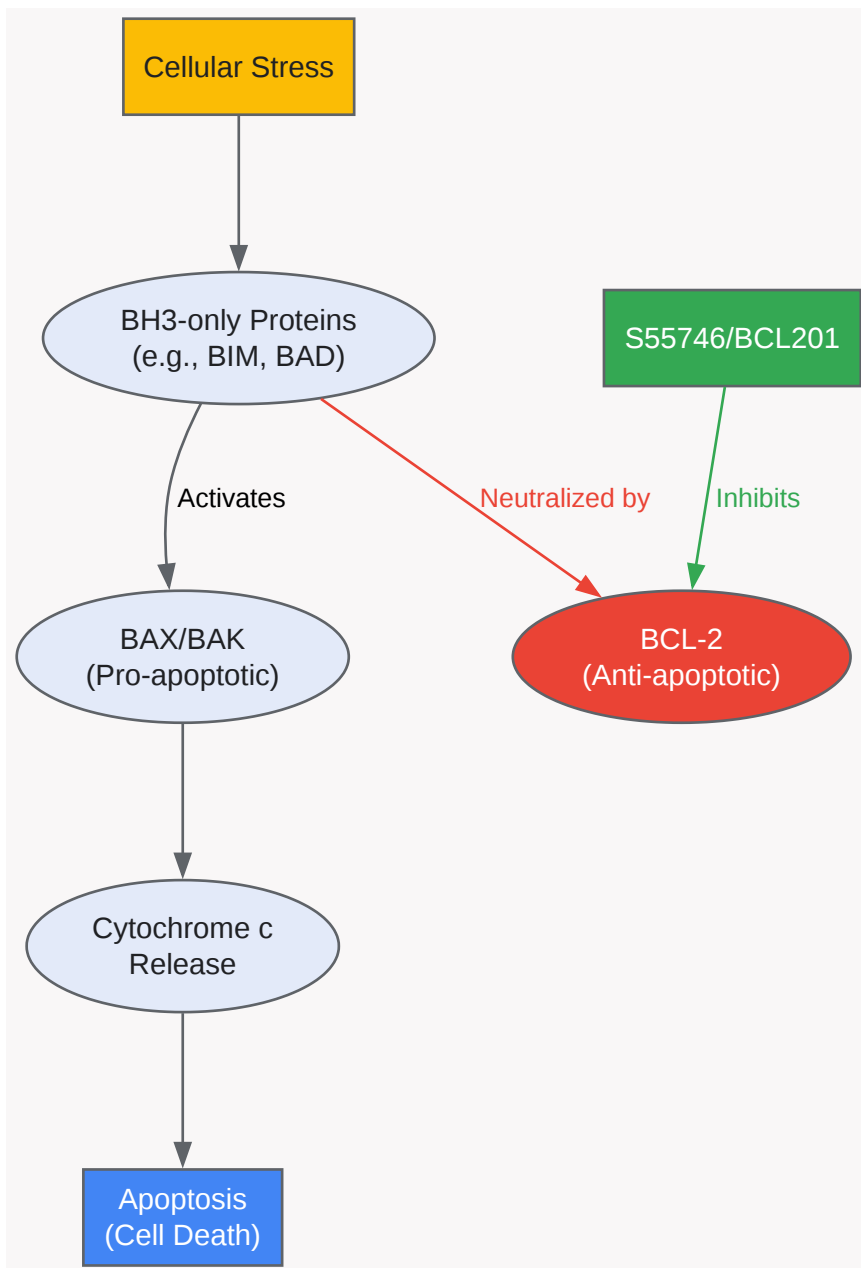 Cellular Stress
BH3-only Proteins
(e.g., BIM, BAD)
S55746/BCL201
Activates
Neutralized by
Inhibits
BAX/BAK
(Pro-apoptotic)
BCL-2
(Anti-apoptotic)
Cytochrome c
Release
Apoptosis
(Cell Death)